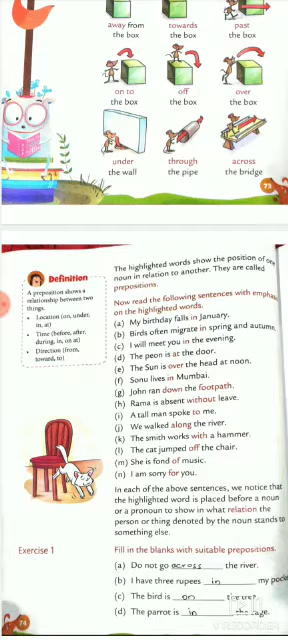 away from towards past
the box the box the box
on to off over
the box the box the box
under through across
the wall the pipe the bridge
73
Definition
A preposition shows a
relationship between two
things.
• Location (on, under,
in, at)
• Time (before, after,
during, in, on at)
• Direction (from,
toward, to)
The highlighted words show the position of one
noun in relation to another. They are called
prepositions.
Now read the following sentences with emphas
on the highlighted words.
(a) My birthday falls in January.
(b) Birds often migrate in spring and autumn.
(c) I will meet you in the evening.
(d) The peon is at the door.
(e) The Sun is over the head at noon.
(f) Sonu lives in Mumbai.
(g) John ran down the footpath.
(h) Rama is absent without leave.
(i) A tall man spoke to me.
(j) We walked along the river.
(k) The smith works with a hammer.
(l) The cat jumped off the chair.
(m) She is fond of music.
(n) I am sorry for you.
In each of the above sentences, we notice that
the highlighted word is placed before a noun
or a pronoun to show in what relation the
person or thing denoted by the noun stands to
something else.
Exercise 1 Fill in the blanks with suitable prepositions.
(a) Do not go across the river.
(b) I have three rupees in my pocke
(c) The bird is on
(d) The parrot is in the cage.
74